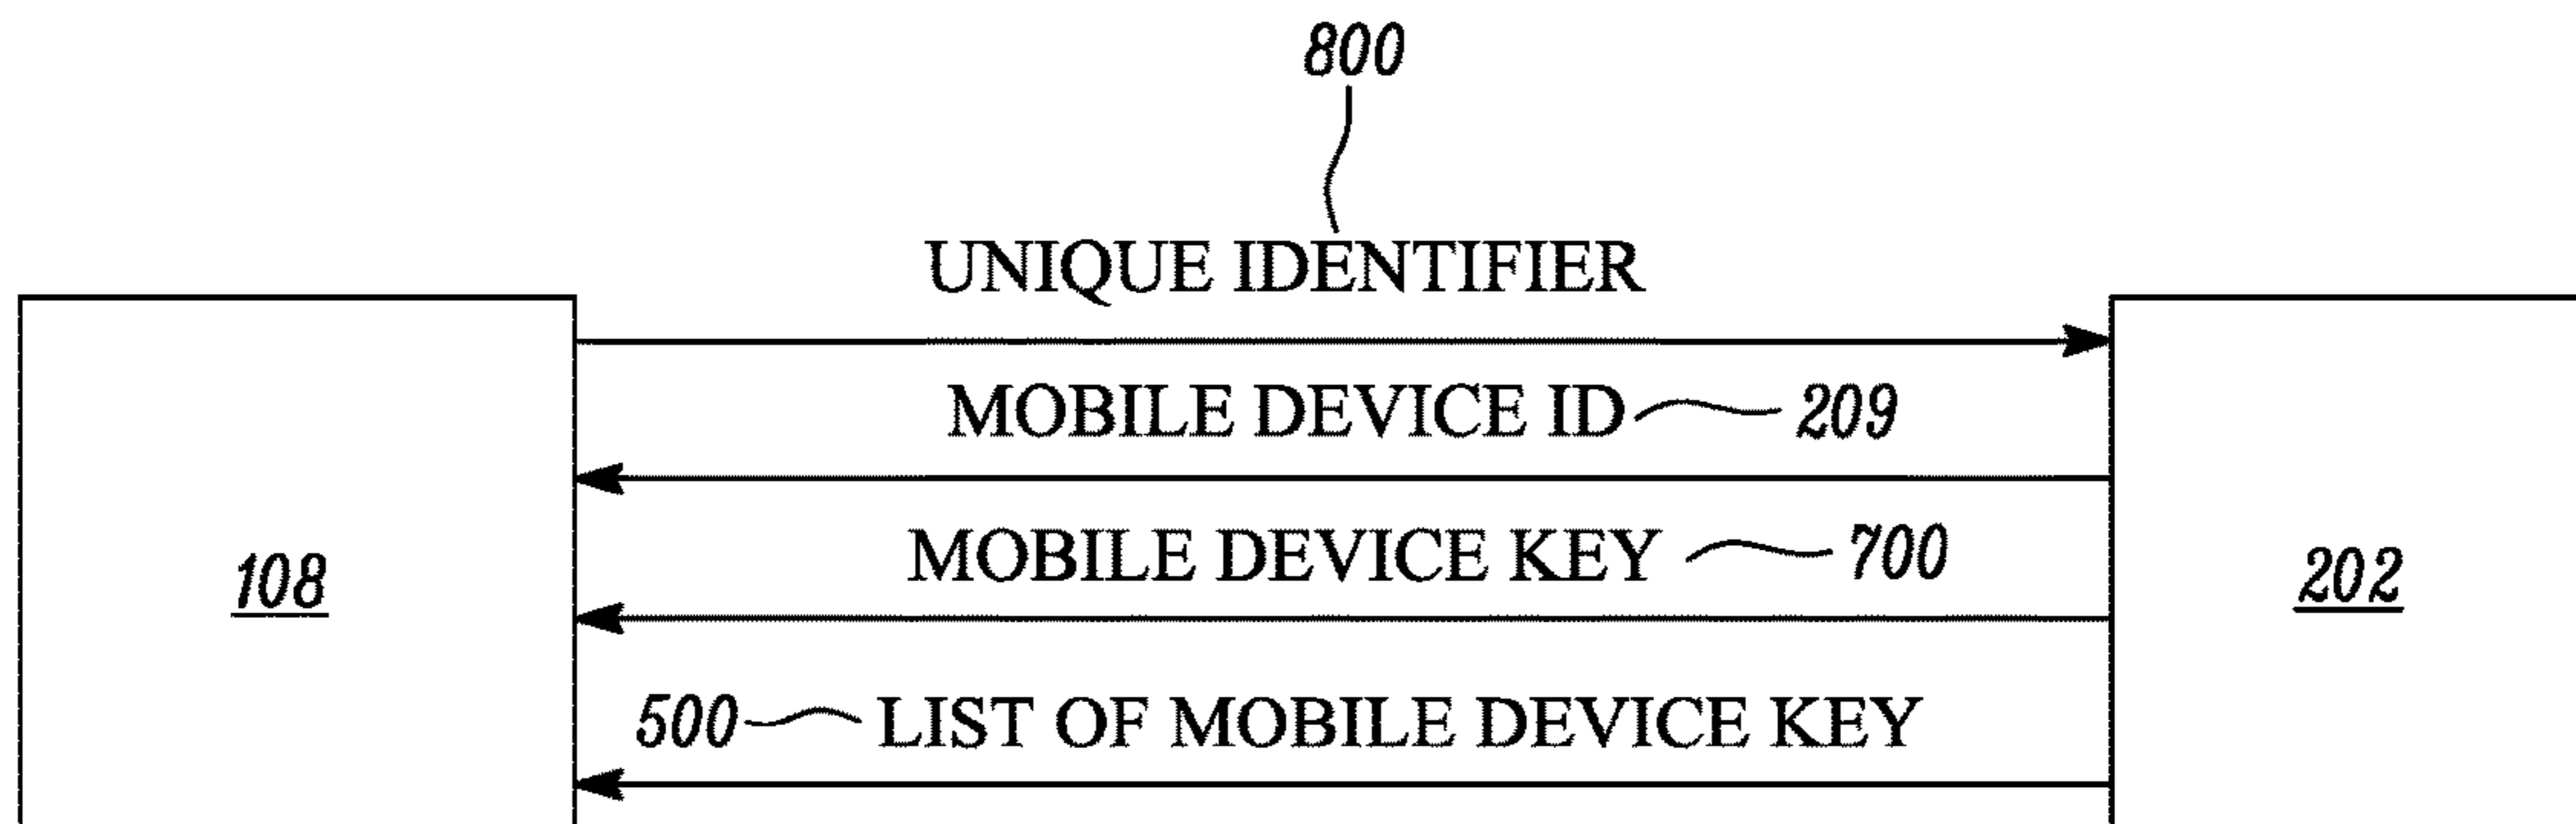 800
UNIQUE IDENTIFIER
MOBILE DEVICE ID 209
MOBILE DEVICE KEY 700
108
202
500 LIST OF MOBILE DEVICE KEY